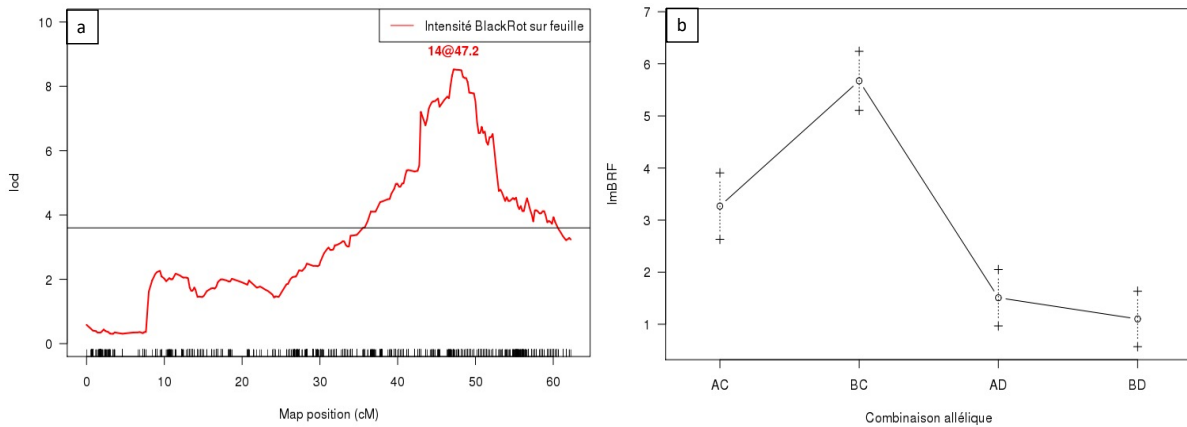 a
Intensité BlackRot sur feuille
14@47.2
lod
10
8
6
4
2
0
0 10 20 30 40 50 60
Map position (cM)
b
ImBRF
7
6
5
4
3
2
1
AC BC AD BD
Combinaison allélique